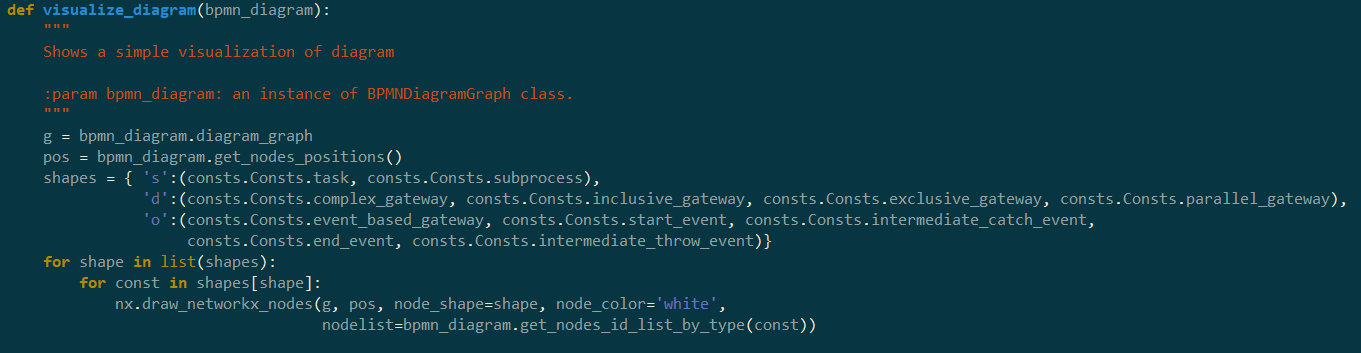 def visualize_diagram(bpmn_diagram):
    """
    Shows a simple visualization of diagram

    :param bpmn_diagram: an instance of BPMNDiagramGraph class.
    """
    g = bpmn_diagram.diagram_graph
    pos = bpmn_diagram.get_nodes_positions()
    shapes = { 's':(consts.Consts.task, consts.Consts.subprocess),
               'd':(consts.Consts.complex_gateway, consts.Consts.inclusive_gateway, consts.Consts.exclusive_gateway, consts.Consts.parallel_gateway),
               'o':(consts.Consts.event_based_gateway, consts.Consts.start_event, consts.Consts.intermediate_catch_event,
                    consts.Consts.end_event, consts.Consts.intermediate_throw_event)}
    for shape in list(shapes):
        for const in shapes[shape]:
            nx.draw_networkx_nodes(g, pos, node_shape=shape, node_color='white',
                                   nodelist=bpmn_diagram.get_nodes_id_list_by_type(const))